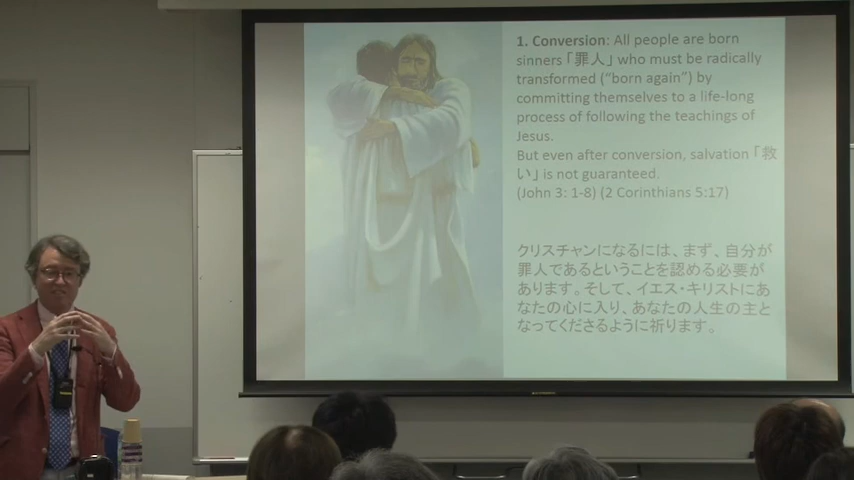 1. Conversion: All people are born
sinners「罪人」who must be radically
transformed (“born again”) by
committing themselves to a life-long
process of following the teachings of
Jesus.
But even after conversion, salvation「救
い」is not guaranteed.
(John 3: 1-8) (2 Corinthians 5:17)
クリスチャンになるには、まず、自分が
罪人であるということを認める必要が
あります。そして、イエス・キリストにあ
なたの心に入り、あなたの人生の主と
なってくださるように祈ります。